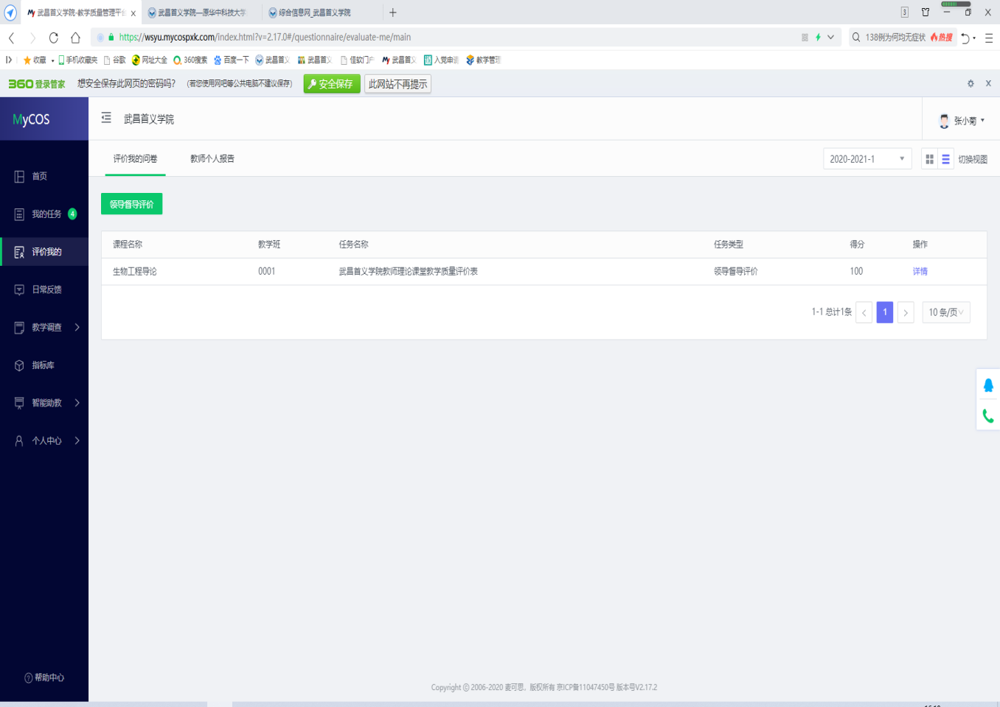 武昌首义学院-教学质量管理平台 x 武昌首义学院—原华中科技大学 综合信息网_武昌首义学院 3
https://wsyu.mycospxk.com/index.html?v=2.17.0#/questionnaire/evaluate-me/main 138例为何均无症状 热搜
收藏 手机收藏夹 谷歌 网址大全 360搜索 百度一下 武昌首义 武昌首义 佳软门户 武昌首义 入党申请 教学管理
360登录管家 想安全保存此网页的密码吗? (若您使用网吧等公共电脑不建议保存) 安全保存 此网站不再提示
MyCOS 武昌首义学院 张小菊
评价我的问卷 教师个人报告 2020-2021-1 切换视图
首页
领导督导评价
我的任务 4
课程名称 教学班 任务名称 任务类型 得分 操作
评价我的
生物工程导论 0001 武昌首义学院教师理论课堂教学质量评价表 领导督导评价 100 详情
日常反馈
1-1 总计1条 1 10 条/页
教学调查
指标库
智能助教
个人中心
帮助中心
Copyright © 2006-2020 麦可思。版权所有 京ICP备11047450号 版本号V2.17.2